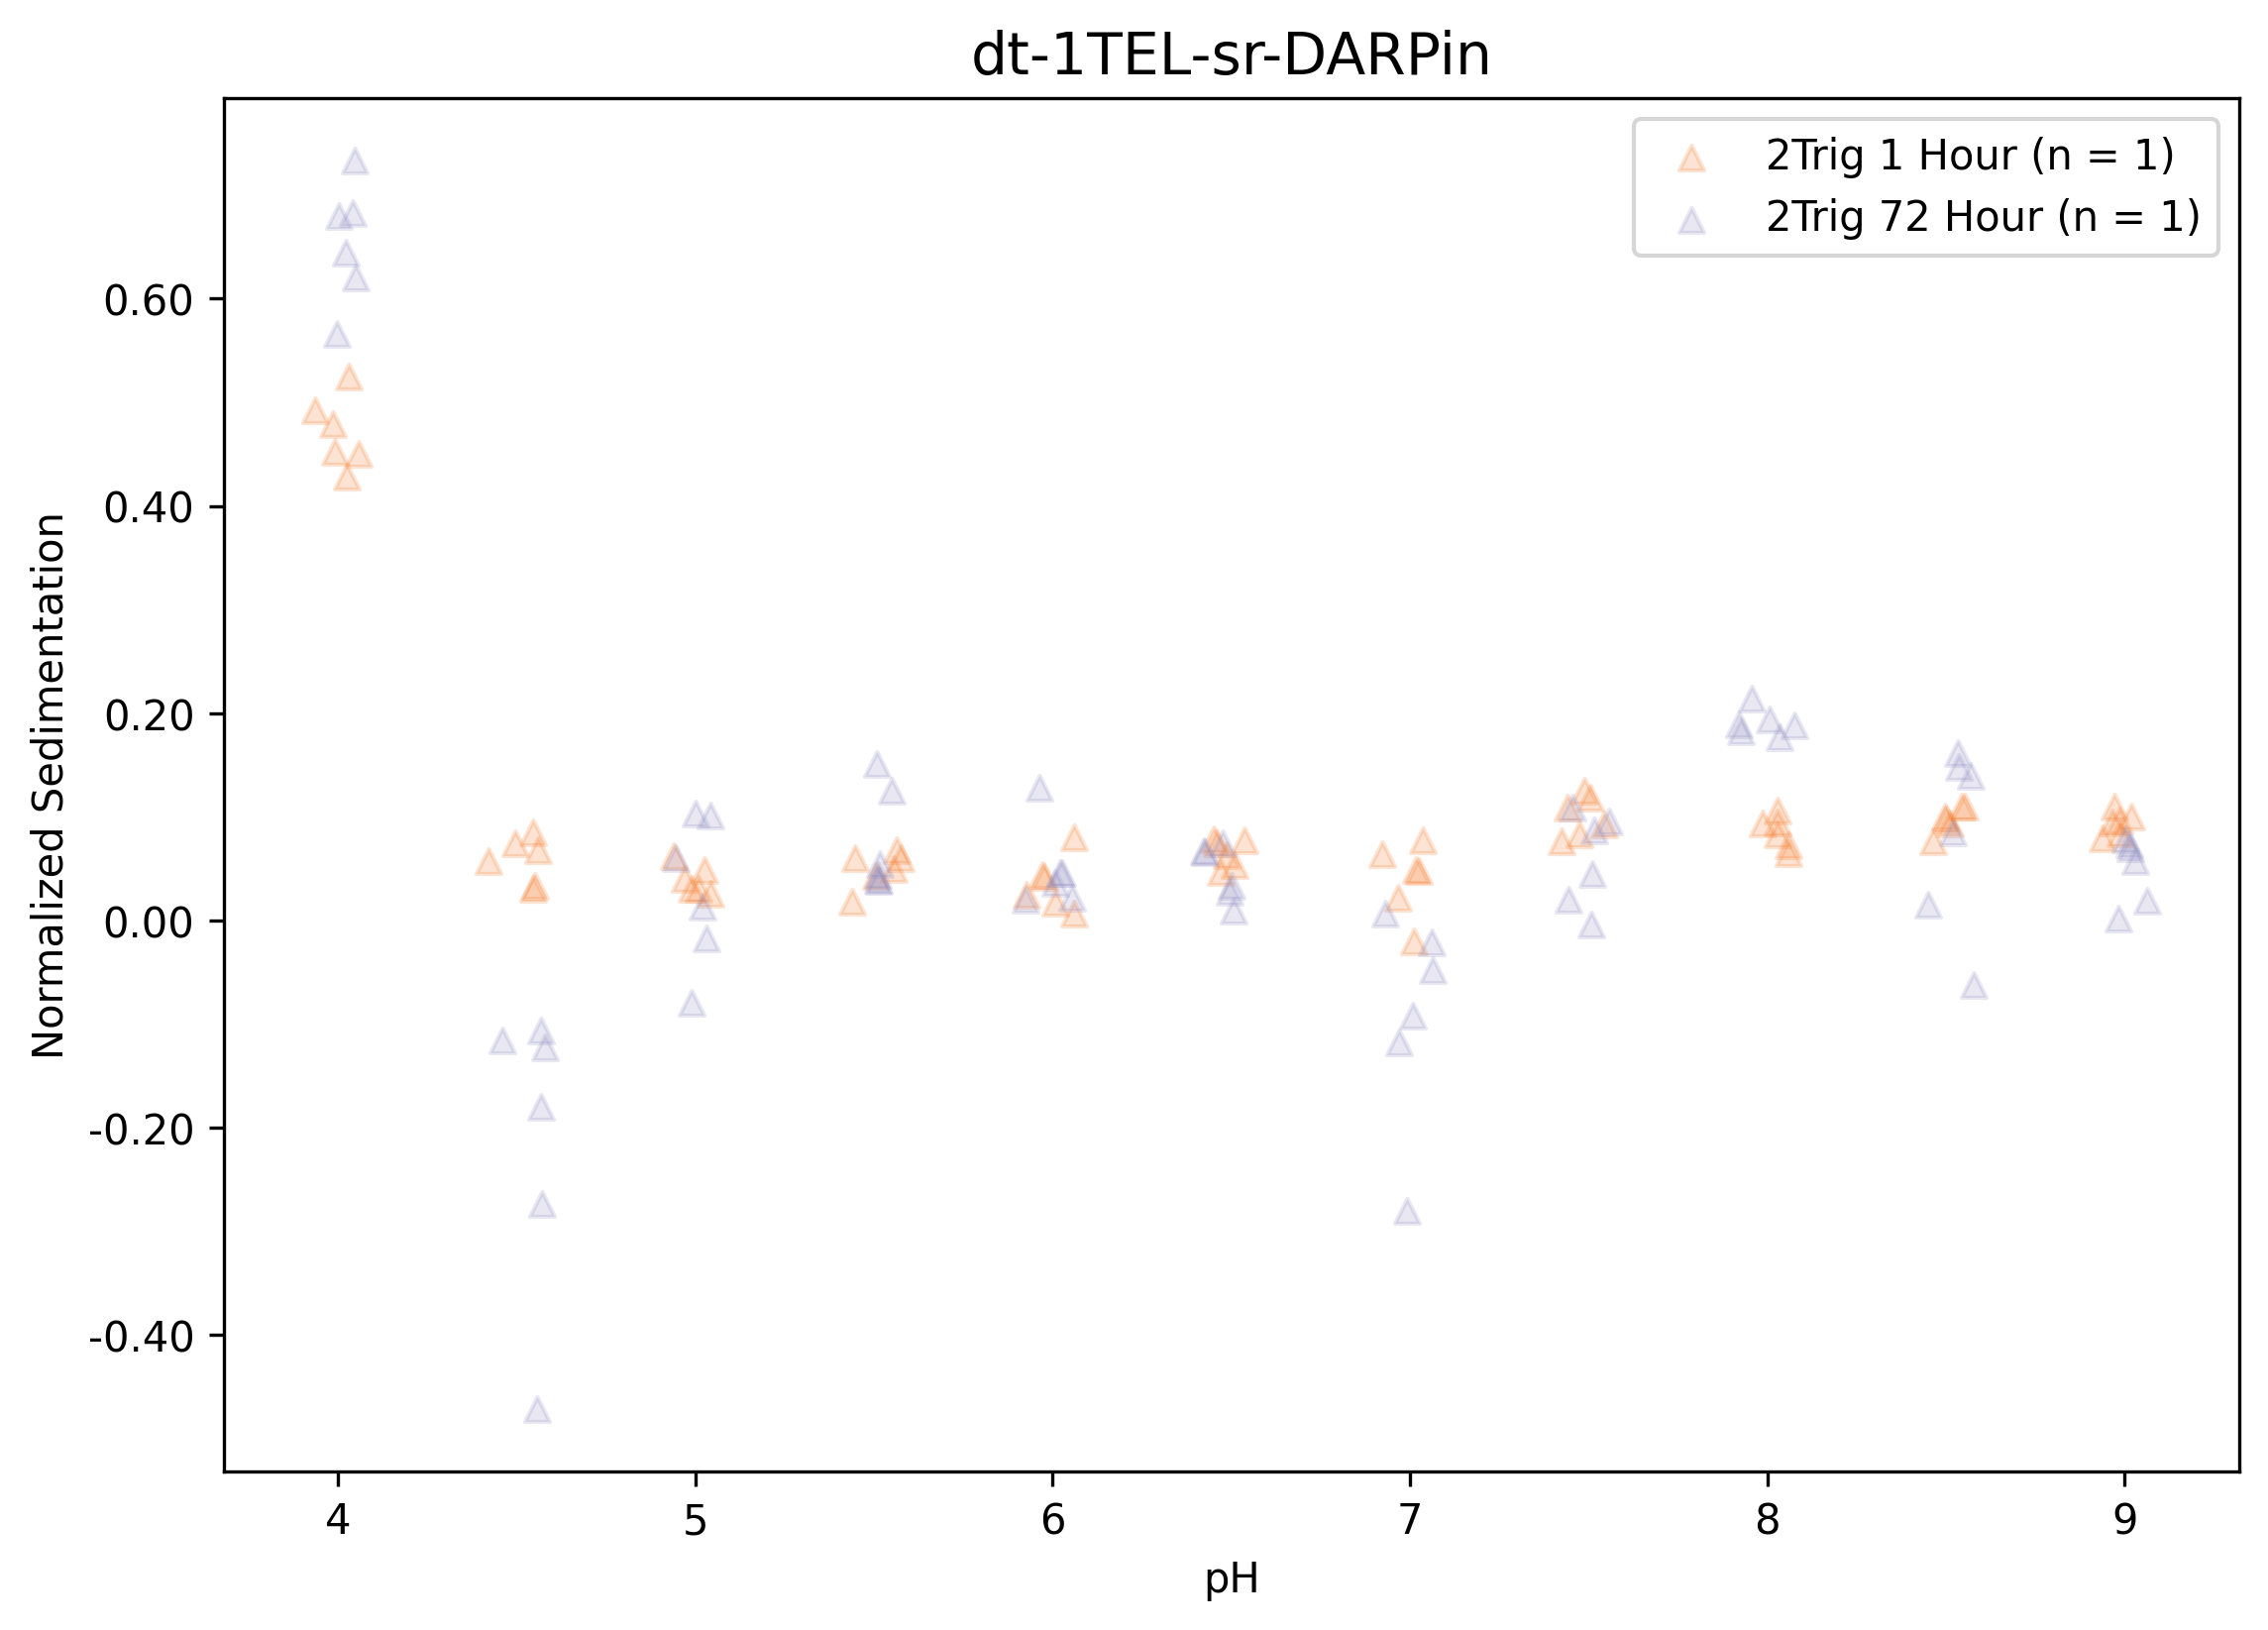 dt-1TEL-sr-DARPin
2Trig 1 Hour (n = 1)
2Trig 72 Hour (n = 1)
Normalized Sedimentation
0.60
0.40
0.20
0.00
-0.20
-0.40
4 5 6 7 8 9
pH